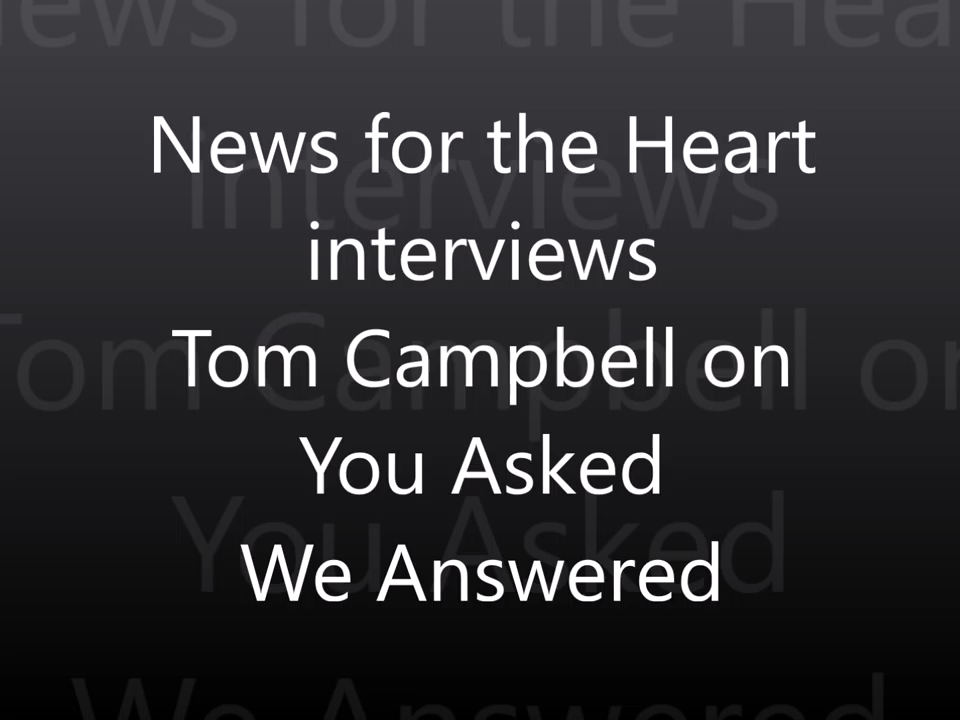 News for the Heart
interviews
Tom Campbell on
You Asked
We Answered